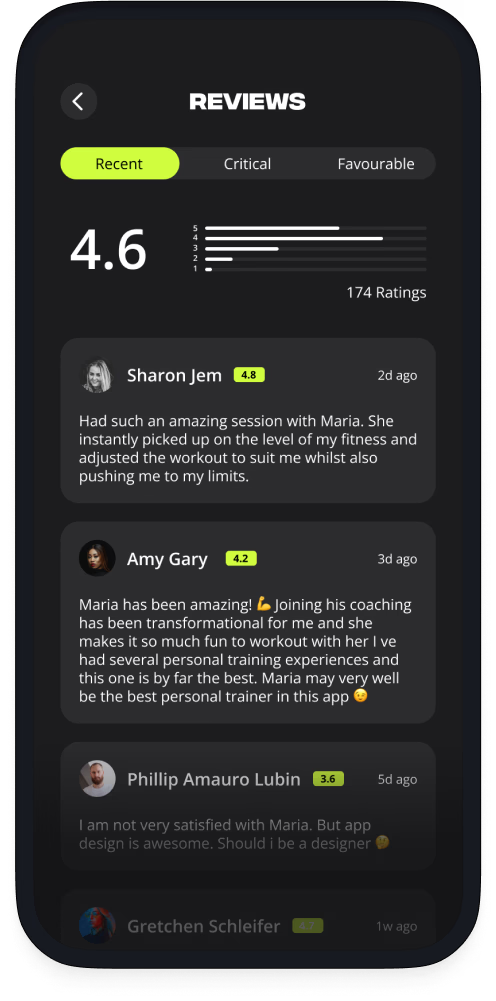 REVIEWS
Recent Critical Favourable
4.6
5
4
3
2
1
174 Ratings
Sharon Jem 4.8 2d ago
Had such an amazing session with Maria. She
instantly picked up on the level of my fitness and
adjusted the workout to suit me whilst also
pushing me to my limits.
Amy Gary 4.2 3d ago
Maria has been amazing! 💪 Joining his coaching
has been transformational for me and she
makes it so much fun to workout with her I ve
had several personal training experiences and
this one is by far the best. Maria may very well
be the best personal trainer in this app 😉
Phillip Amauro Lubin 3.6 5d ago
I am not very satisfied with Maria. But app
design is awesome. Should i be a designer 🤔
Gretchen Schleifer 1w ago